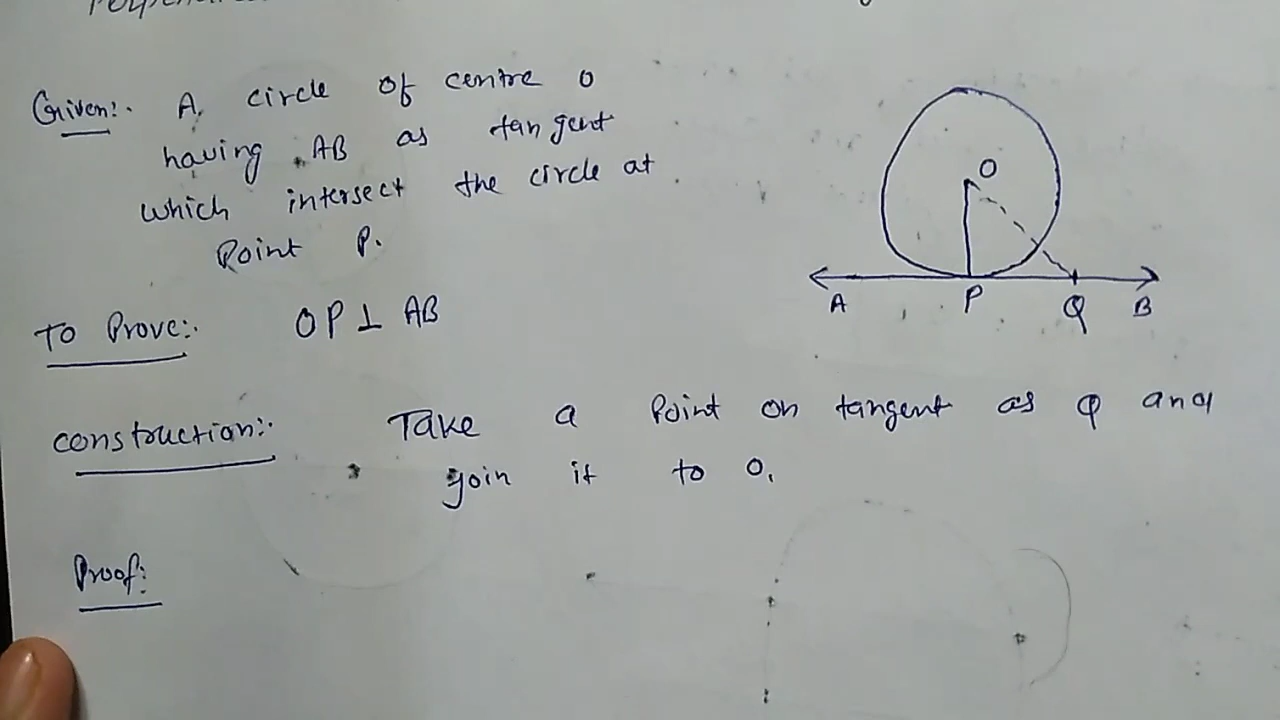 Given:- A circle of centre O
having AB as tangent
which intersect the circle at
Point P.
To Prove:- OP ⊥ AB
construction:- Take a Point on tangent as Q and
join it to O.
Proof:
O
A P Q B